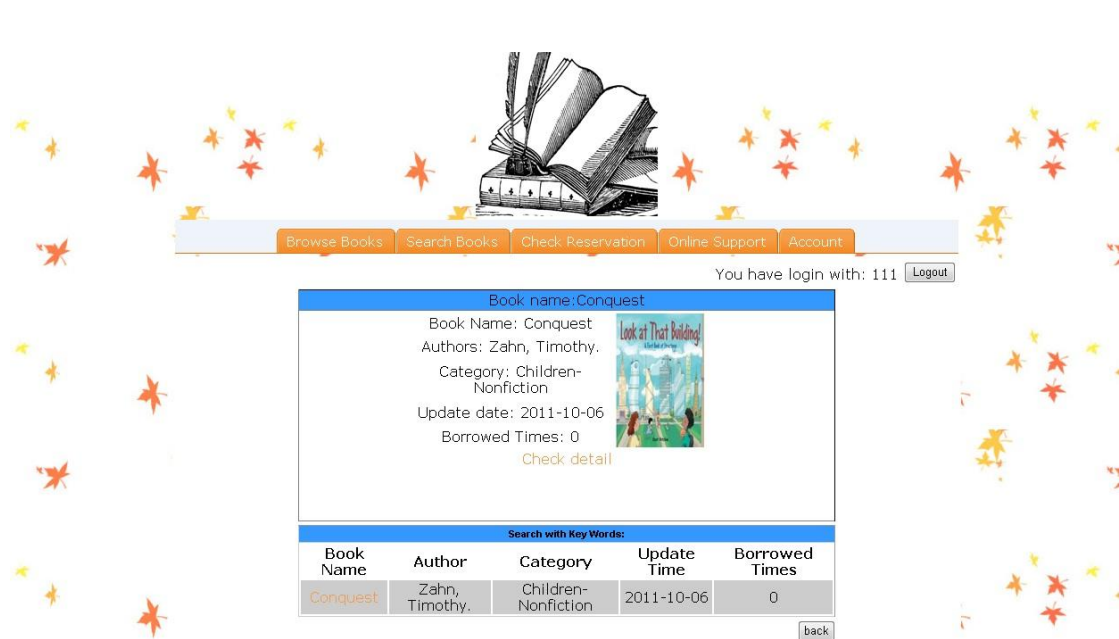 Browse Books Search Books Check Reservation Online Support Account
You have login with: 111 Logout
Book name:Conquest
Book Name: Conquest
Authors: Zahn, Timothy.
Category: Children-
Nonfiction
Update date: 2011-10-06
Borrowed Times: 0
Check detail
Look at That Building!
Search with Key Words:
Book Name Author Category Update Time Borrowed Times
Conquest Zahn, Timothy. Children-Nonfiction 2011-10-06 0
back